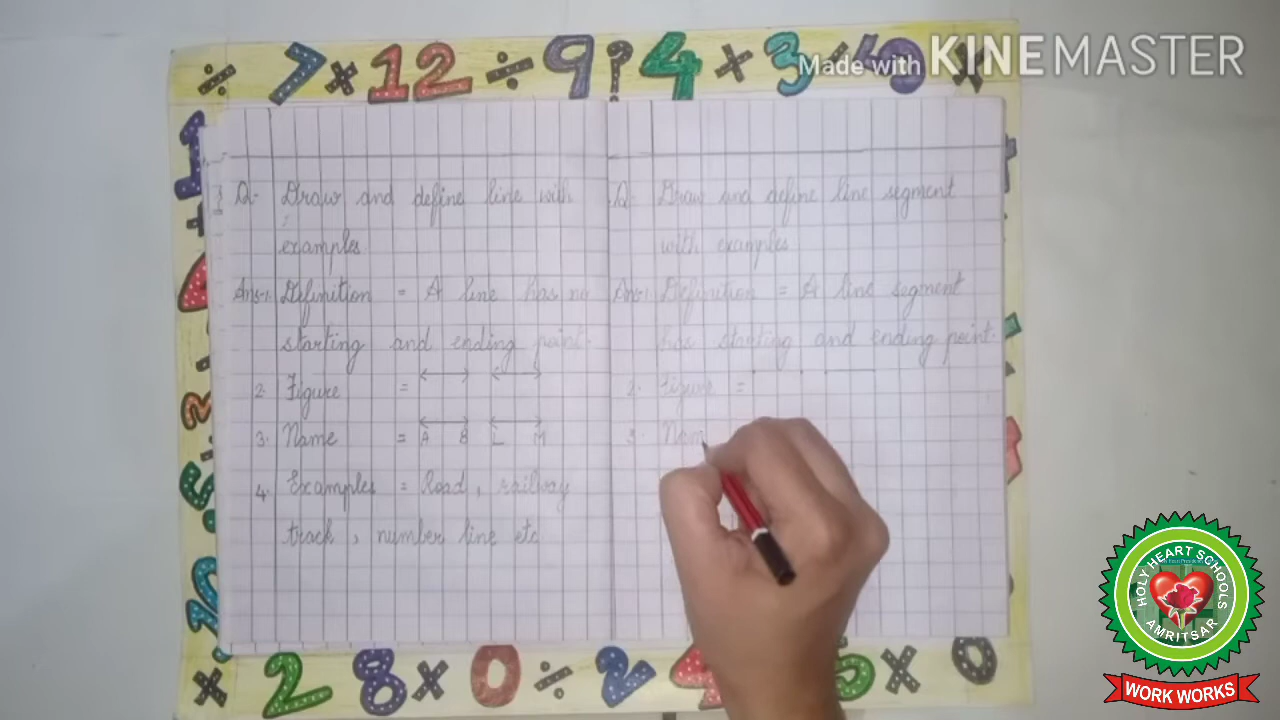 ÷ 7 × 12 ÷ 9 ? 4 × 3
Made with KINEMASTER
Q- Draw and define line with
examples
Ans-1. Definition = A line has no
starting and ending point.
2. Figure =
3. Name = A B L M
4. Examples = Road, railway
track, number line etc
Q- Draw and define line segment
with examples
Ans-1 Definition = A line segment
has starting and ending point.
2. Figure =
3. Nam
× 2 8 × 0 ÷ 2
× 0
HOLY HEART SCHOOLS
AMRITSAR
WORK WORKS